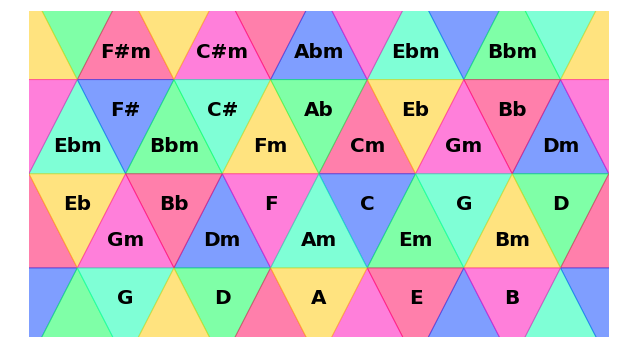 F#m C#m Abm Ebm Bbm
F# C# Ab Eb Bb
Ebm Bbm Fm Cm Gm Dm
Eb Bb F C G D
Gm Dm Am Em Bm
G D A E B